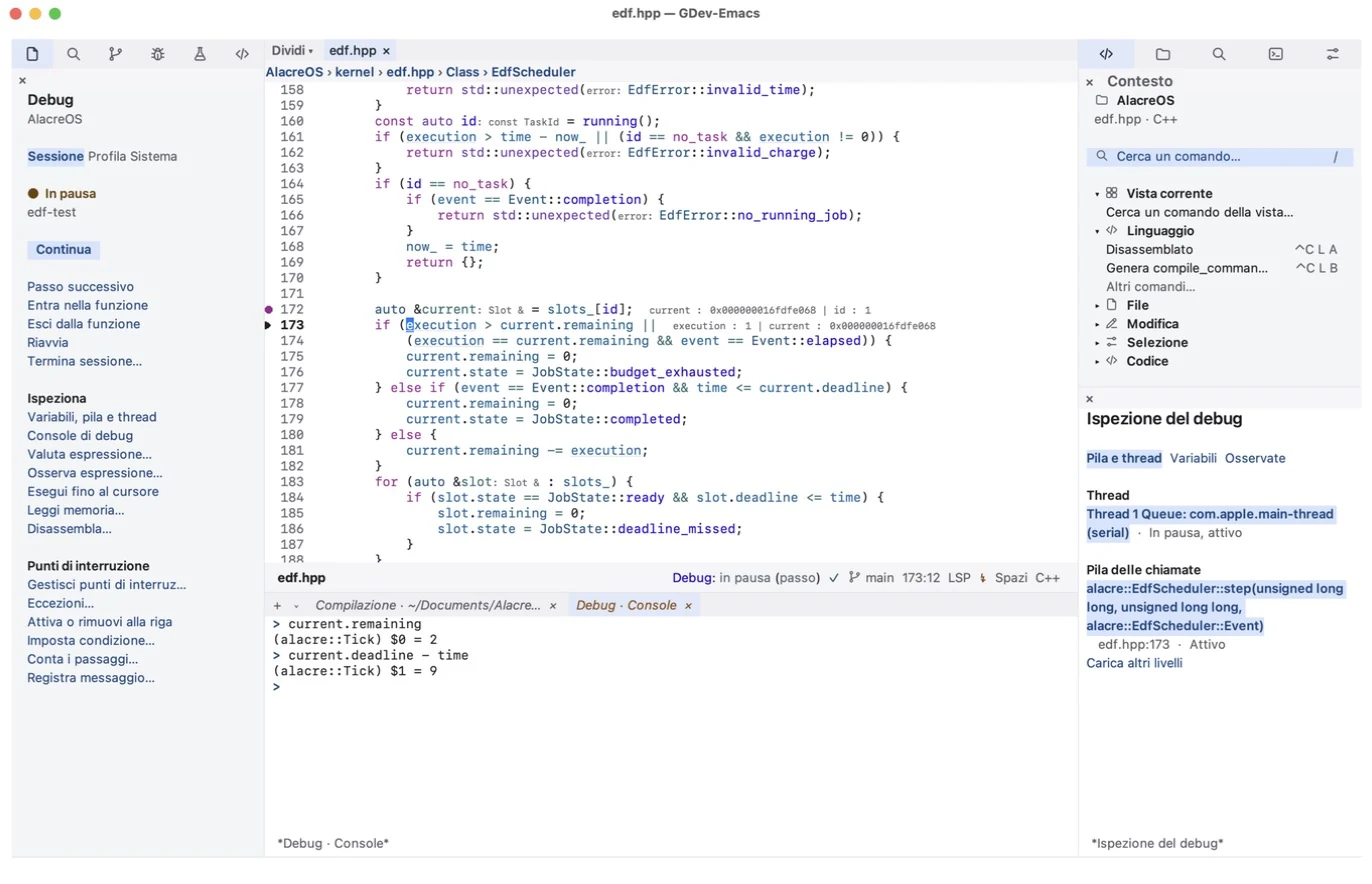 edf.hpp — GDev-Emacs
×
Debug
AlacreOS
Sessione Profila Sistema
In pausa
edf-test
Continua
Passo successivo
Entra nella funzione
Esci dalla funzione
Riavvia
Termina sessione...
Ispeziona
Variabili, pila e thread
Console di debug
Valuta espressione...
Osserva espressione...
Esegui fino al cursore
Leggi memoria...
Disassembla...
Punti di interruzione
Gestisci punti di interruz...
Eccezioni...
Attiva o rimuovi alla riga
Imposta condizione...
Conta i passaggi...
Registra messaggio...
Dividi ▾ edf.hpp ×
AlacreOS › kernel › edf.hpp › Class › EdfScheduler
158 return std::unexpected(error: EdfError::invalid_time);
159 }
160 const auto id: const TaskId = running();
161 if (execution > time - now_ || (id == no_task && execution != 0)) {
162 return std::unexpected(error: EdfError::invalid_charge);
163 }
164 if (id == no_task) {
165 if (event == Event::completion) {
166 return std::unexpected(error: EdfError::no_running_job);
167 }
168 now_ = time;
169 return {};
170 }
171
172 auto &current: Slot & = slots_[id]; current : 0x000000016fdfe068 | id : 1
173 if (execution > current.remaining || execution : 1 | current : 0x000000016fdfe068
174 (execution == current.remaining && event == Event::elapsed)) {
175 current.remaining = 0;
176 current.state = JobState::budget_exhausted;
177 } else if (event == Event::completion && time <= current.deadline) {
178 current.remaining = 0;
179 current.state = JobState::completed;
180 } else {
181 current.remaining -= execution;
182 }
183 for (auto &slot: Slot & : slots_) {
184 if (slot.state == JobState::ready && slot.deadline <= time) {
185 slot.remaining = 0;
186 slot.state = JobState::deadline_missed;
187 }
188 }
edf.hpp Debug: in pausa (passo) ✓ main 173:12 LSP Spazi C++
+ Compilazione · ~/Documents/Alacre... × Debug · Console ×
> current.remaining
(alacre::Tick) $0 = 2
> current.deadline - time
(alacre::Tick) $1 = 9
>
*Debug · Console*
× Contesto
AlacreOS
edf.hpp · C++
Cerca un comando... /
▾ Vista corrente
Cerca un comando della vista...
▾ </> Linguaggio
Disassemblato ^C L A
Genera compile_comman... ^C L B
Altri comandi...
▸ File
▸ Modifica
▸ Selezione
▸ </> Codice
×
Ispezione del debug
Pila e thread Variabili Osservate
Thread
Thread 1 Queue: com.apple.main-thread
(serial) · In pausa, attivo
Pila delle chiamate
alacre::EdfScheduler::step(unsigned long
long, unsigned long long,
alacre::EdfScheduler::Event)
edf.hpp:173 · Attivo
Carica altri livelli
*Ispezione del debug*